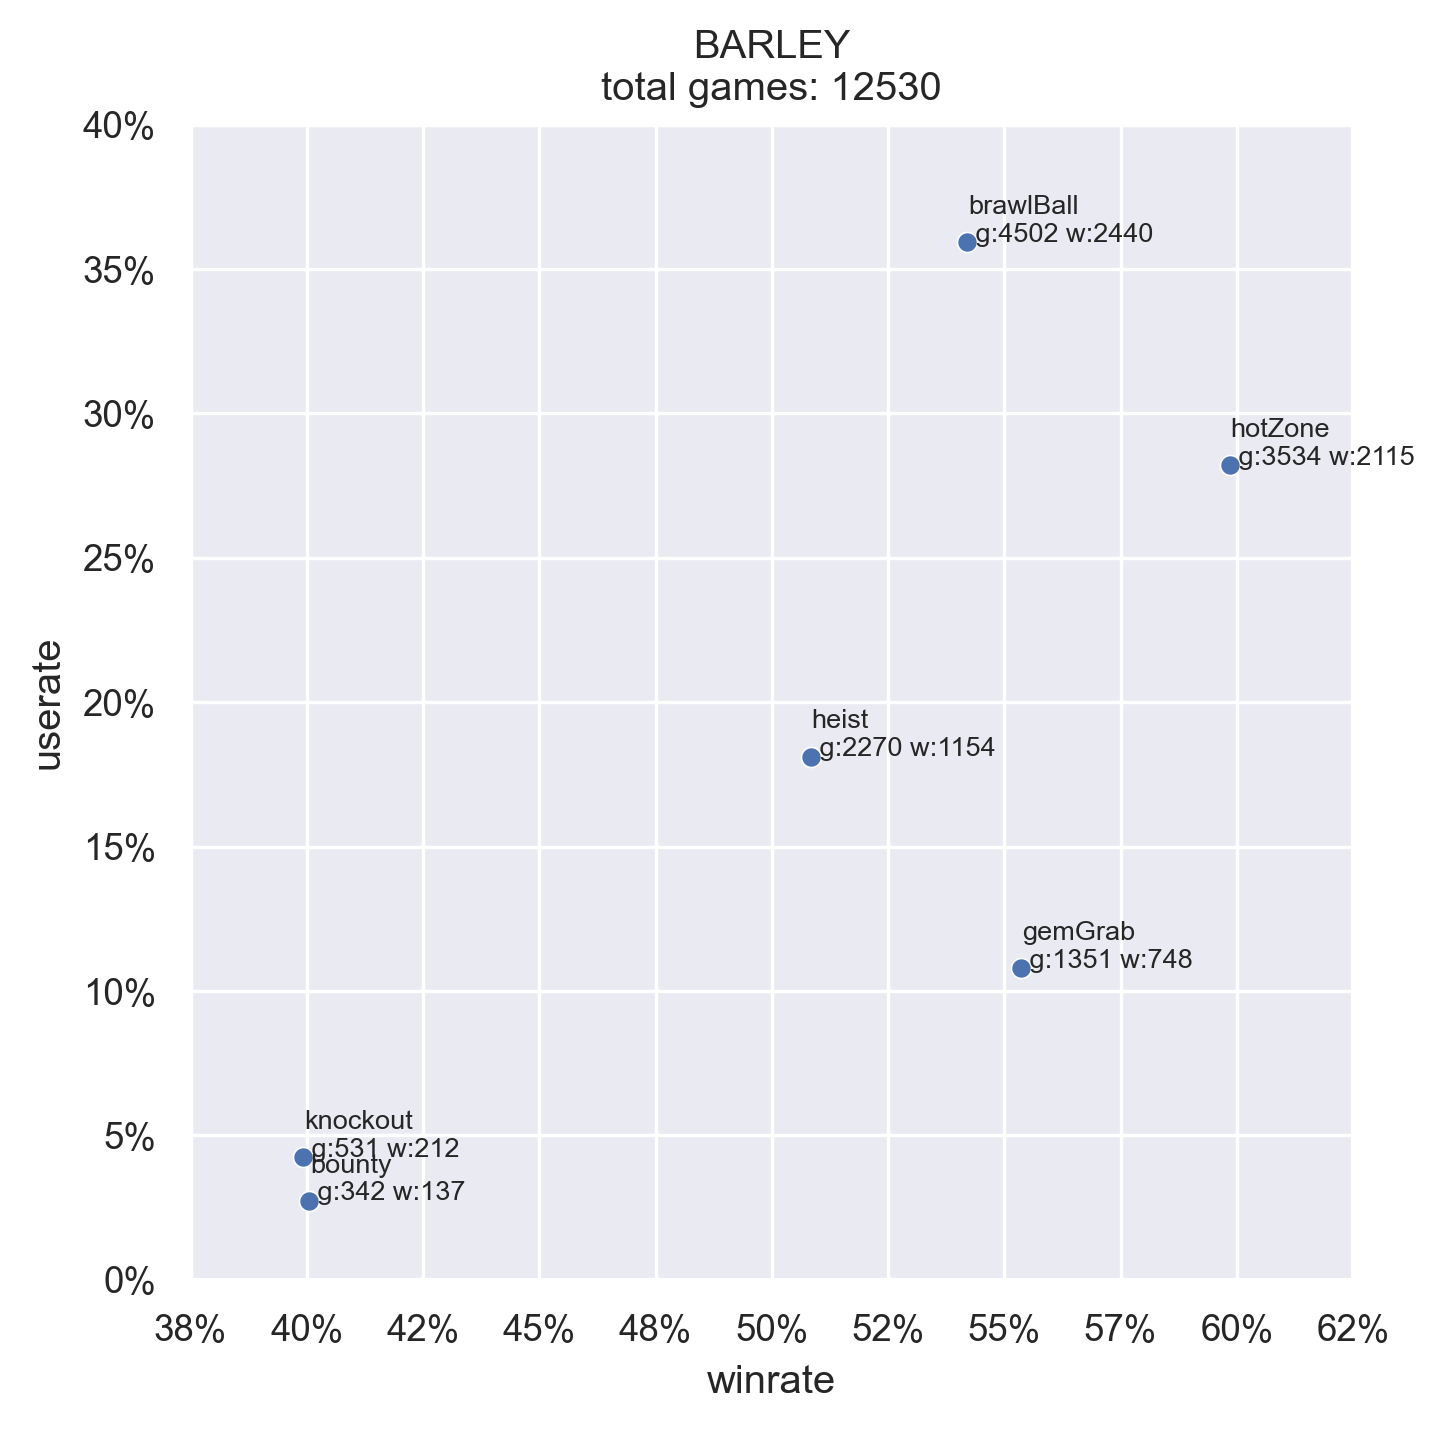 BARLEY
total games: 12530
40%
35%
30%
25%
20%
15%
10%
5%
0%
userate
brawlBall
g:4502 w:2440
hotZone
g:3534 w:2115
heist
g:2270 w:1154
gemGrab
g:1351 w:748
knockout
g:531 w:212
bounty
g:342 w:137
38% 40% 42% 45% 48% 50% 52% 55% 57% 60% 62%
winrate